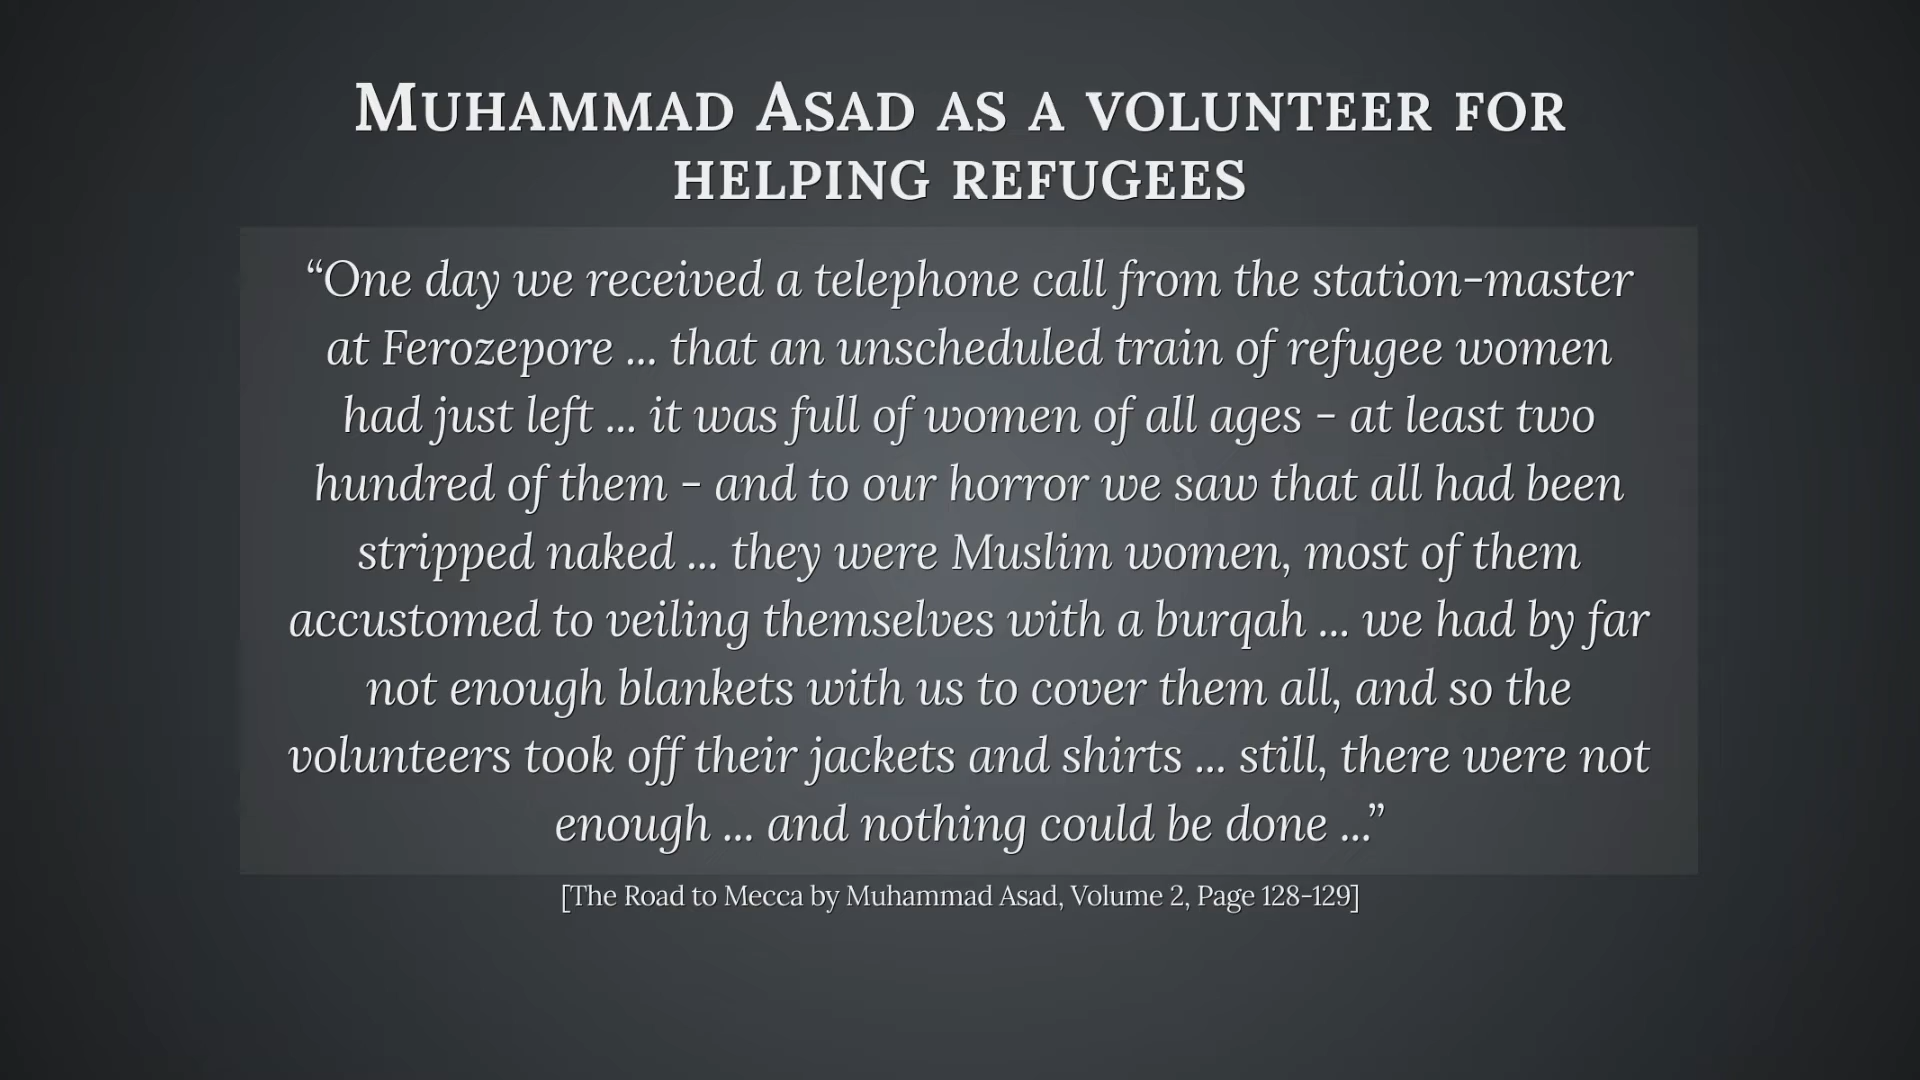 Muhammad Asad as a volunteer for
helping refugees
“One day we received a telephone call from the station-master
at Ferozepore ... that an unscheduled train of refugee women
had just left ... it was full of women of all ages - at least two
hundred of them - and to our horror we saw that all had been
stripped naked ... they were Muslim women, most of them
accustomed to veiling themselves with a burqah ... we had by far
not enough blankets with us to cover them all, and so the
volunteers took off their jackets and shirts ... still, there were not
enough ... and nothing could be done ...”
[The Road to Mecca by Muhammad Asad, Volume 2, Page 128-129]